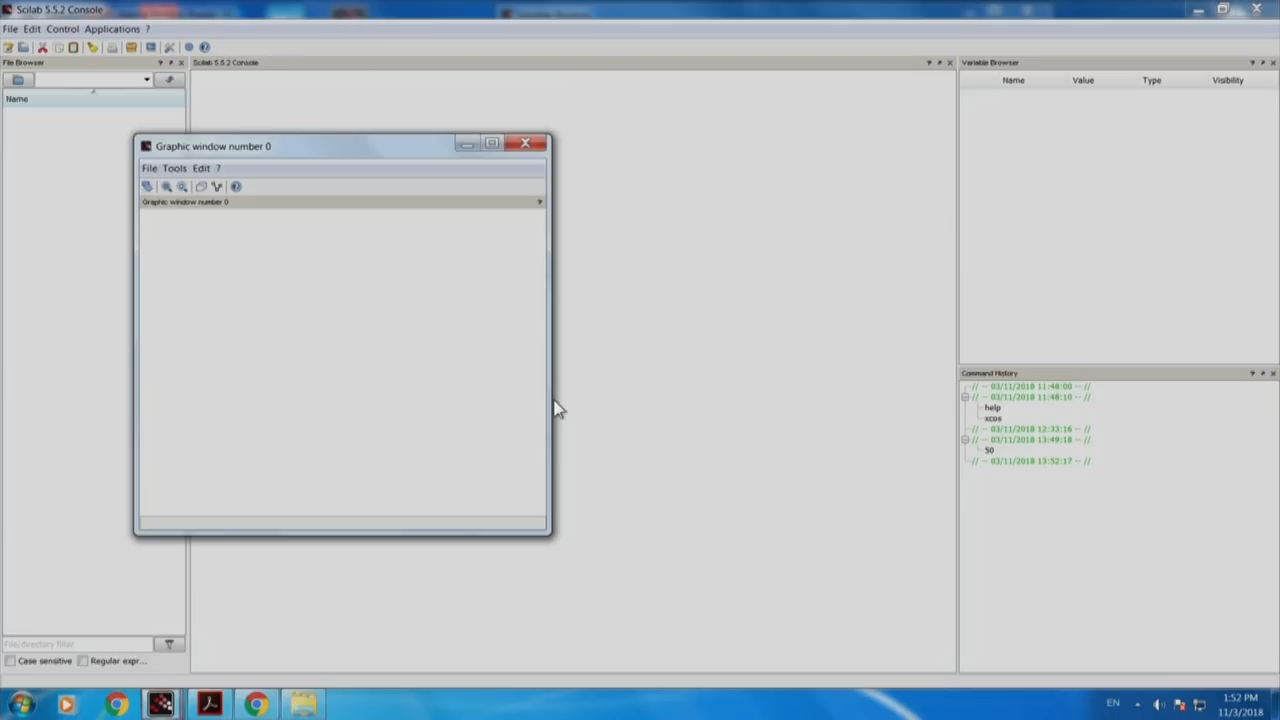 Scilab 5.5.2 Console
File Edit Control Applications ?
File Browser
Scilab 5.5.2 Console
Variable Browser
Name
Name Value Type Visibility
Graphic window number 0
File Tools Edit ?
Graphic window number 0
Command History
// -- 03/11/2018 11:48:00 -- //
// -- 03/11/2018 11:48:10 -- //
help
xcos
// -- 03/11/2018 12:33:16 -- //
// -- 03/11/2018 13:49:18 -- //
50
// -- 03/11/2018 13:52:17 -- //
File/directory filter
Case sensitive Regular expr...
EN
1:52 PM
11/3/2018